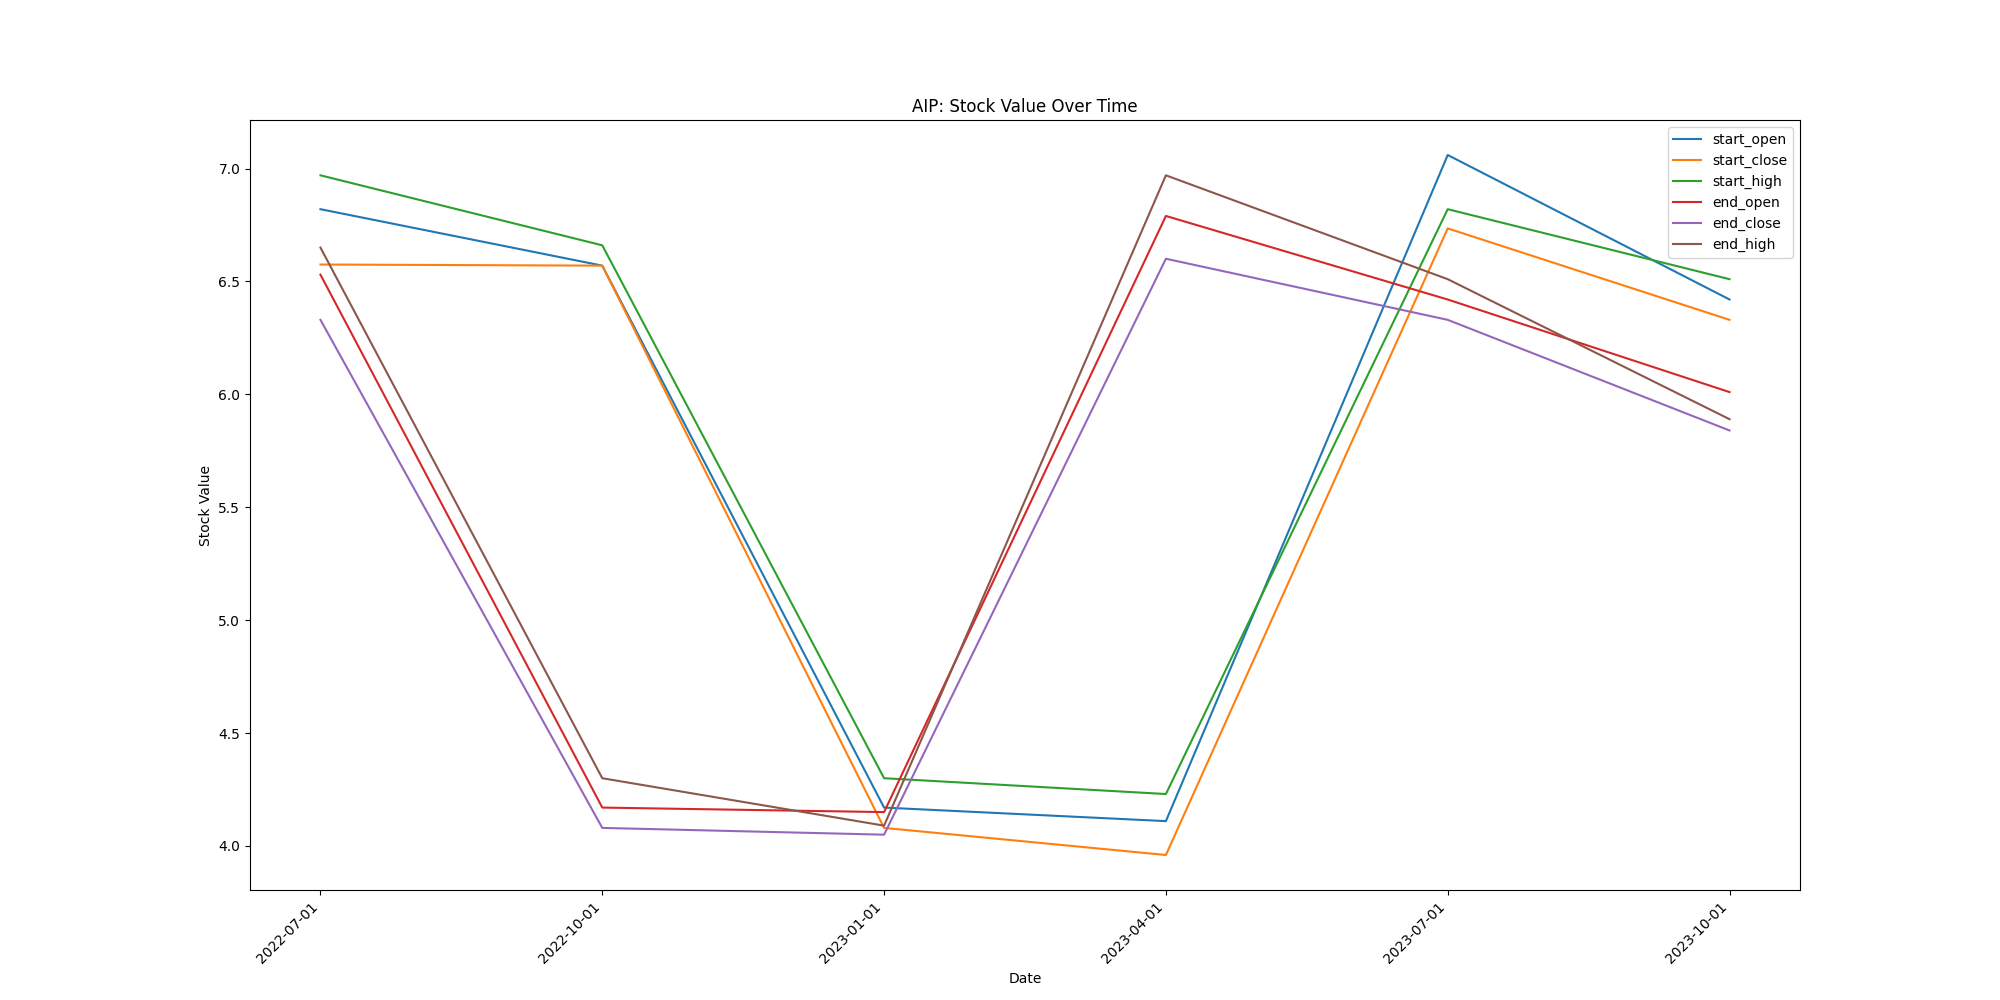 AIP: Stock Value Over Time
start_open
start_close
start_high
end_open
end_close
end_high
7.0
6.5
6.0
5.5
5.0
4.5
4.0
Stock Value
2022-07-01
2022-10-01
2023-01-01
2023-04-01
2023-07-01
2023-10-01
Date